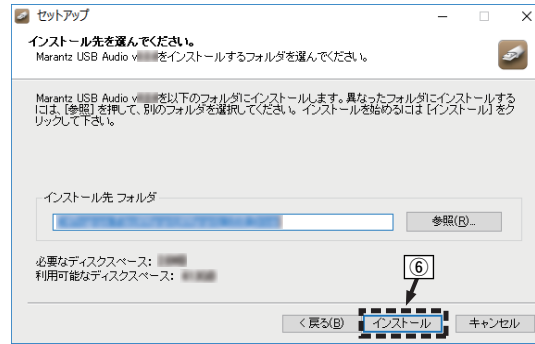 セットアップ
インストール先を選んでください。
Marantz USB Audio vをインストールするフォルダを選んでください。
Marantz USB Audio vを以下のフォルダにインストールします。異なったフォルダにインストールする
には、[参照] を押して、別のフォルダを選択してください。インストールを始めるには [インストール] をク
リックして下さい。
インストール先 フォルダ
参照(R)...
必要なディスクスペース:
利用可能なディスクスペース:
⑥
< 戻る(B) インストール キャンセル